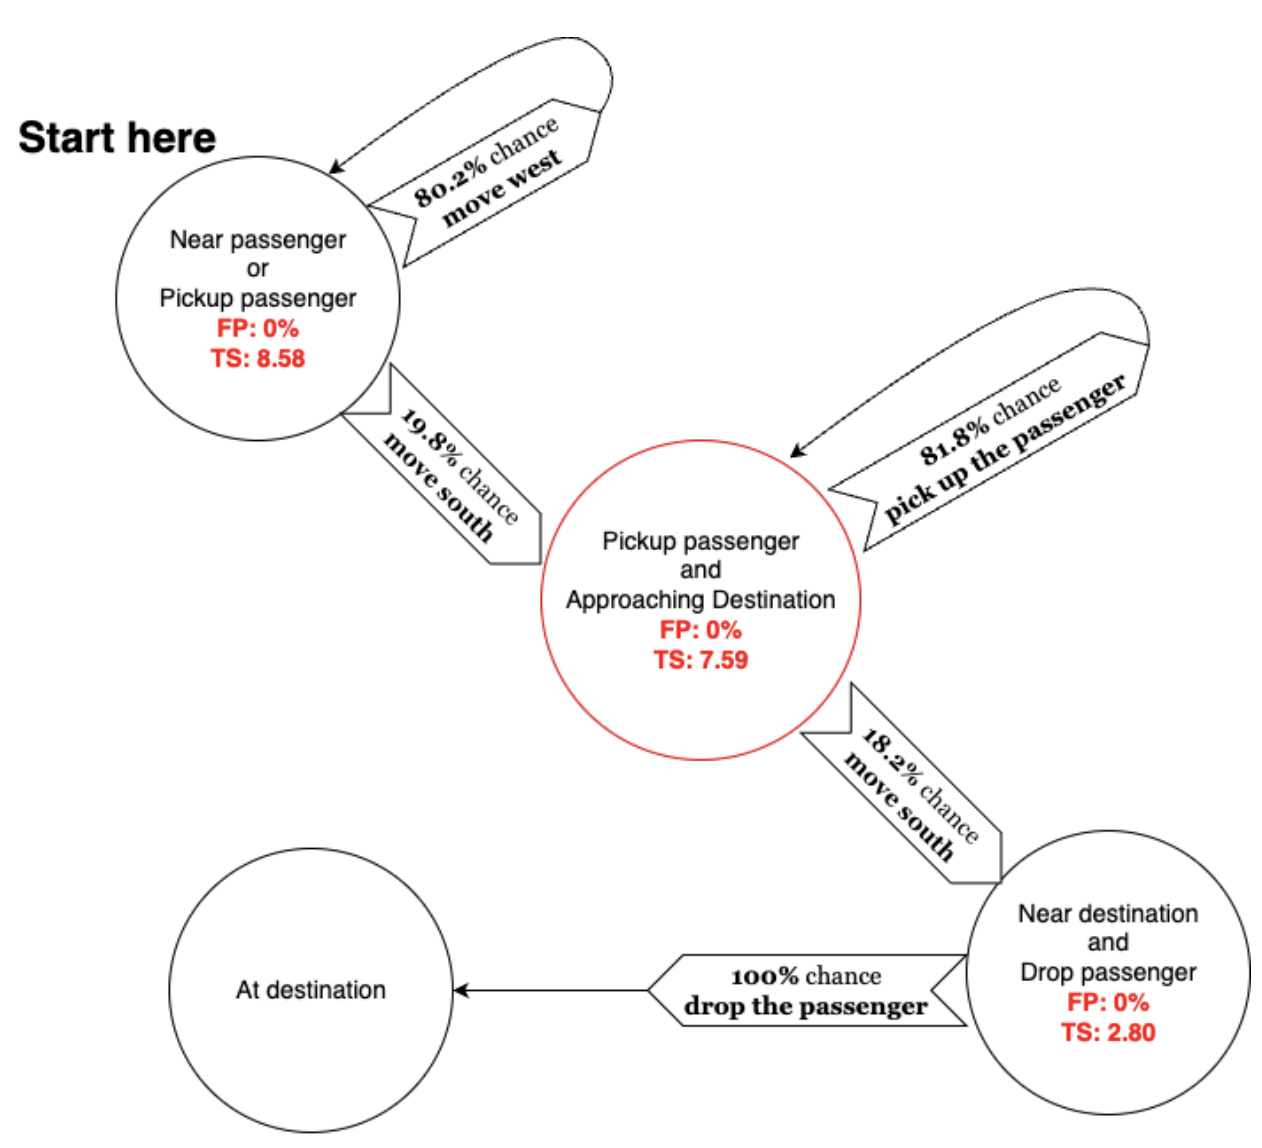 Start here
80.2% chance
move west
Near passenger
or
Pickup passenger
FP: 0%
TS: 8.58
19.8% chance
move south
81.8% chance
pick up the passenger
Pickup passenger
and
Approaching Destination
FP: 0%
TS: 7.59
18.2% chance
move south
Near destination
and
Drop passenger
FP: 0%
TS: 2.80
100% chance
drop the passenger
At destination